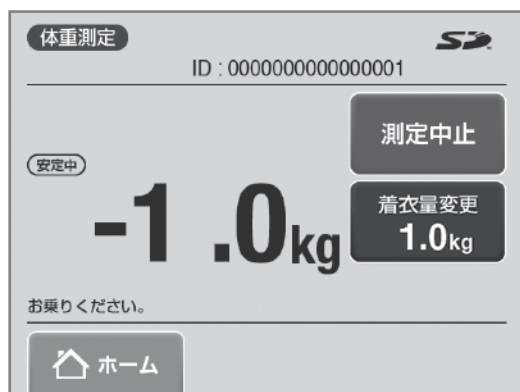 体重測定
SD
ID : 0000000000000001
測定中止
安定中
-1 .0kg
着衣量変更
1.0kg
お乗りください。
ホーム